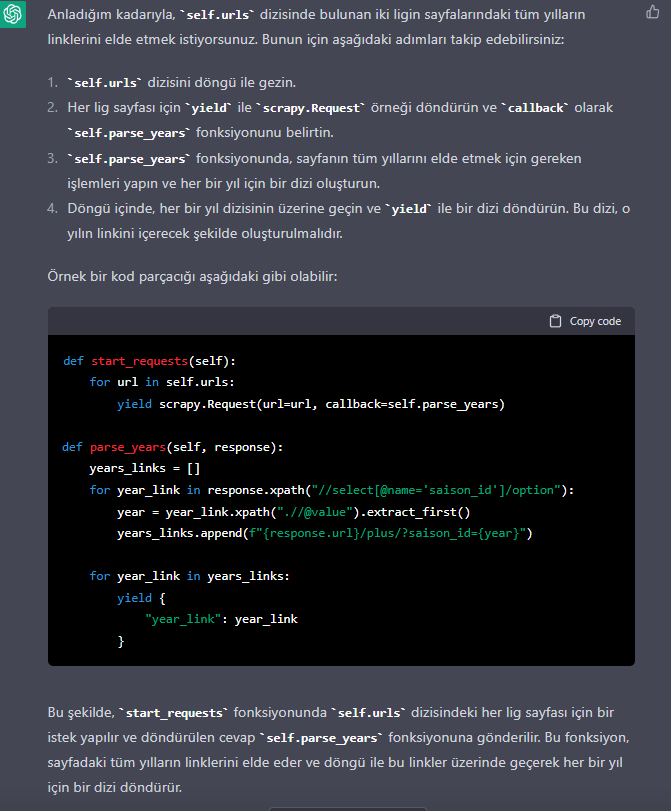 Anladığım kadarıyla, `self.urls` dizisinde bulunan iki ligin sayfalarındaki tüm yılların
linklerini elde etmek istiyorsunuz. Bunun için aşağıdaki adımları takip edebilirsiniz:
1. `self.urls` dizisini döngü ile gezin.
2. Her lig sayfası için `yield` ile `scrapy.Request` örneği döndürün ve `callback` olarak
`self.parse_years` fonksiyonunu belirtin.
3. `self.parse_years` fonksiyonunda, sayfanın tüm yıllarını elde etmek için gereken
işlemleri yapın ve her bir yıl için bir dizi oluşturun.
4. Döngü içinde, her bir yıl dizisinin üzerine geçin ve `yield` ile bir dizi döndürün. Bu dizi, o
yılın linkini içerecek şekilde oluşturulmalıdır.
Örnek bir kod parçacığı aşağıdaki gibi olabilir:
Copy code
def start_requests(self):
    for url in self.urls:
        yield scrapy.Request(url=url, callback=self.parse_years)
def parse_years(self, response):
    years_links = []
    for year_link in response.xpath("//select[@name='saison_id']/option"):
        year = year_link.xpath(".//@value").extract_first()
        years_links.append(f"{response.url}/plus/?saison_id={year}")
    for year_link in years_links:
        yield {
            "year_link": year_link
        }
Bu şekilde, `start_requests` fonksiyonunda `self.urls` dizisindeki her lig sayfası için bir
istek yapılır ve döndürülen cevap `self.parse_years` fonksiyonuna gönderilir. Bu fonksiyon,
sayfadaki tüm yılların linklerini elde eder ve döngü ile bu linkler üzerinde geçerek her bir yıl
için bir dizi döndürür.